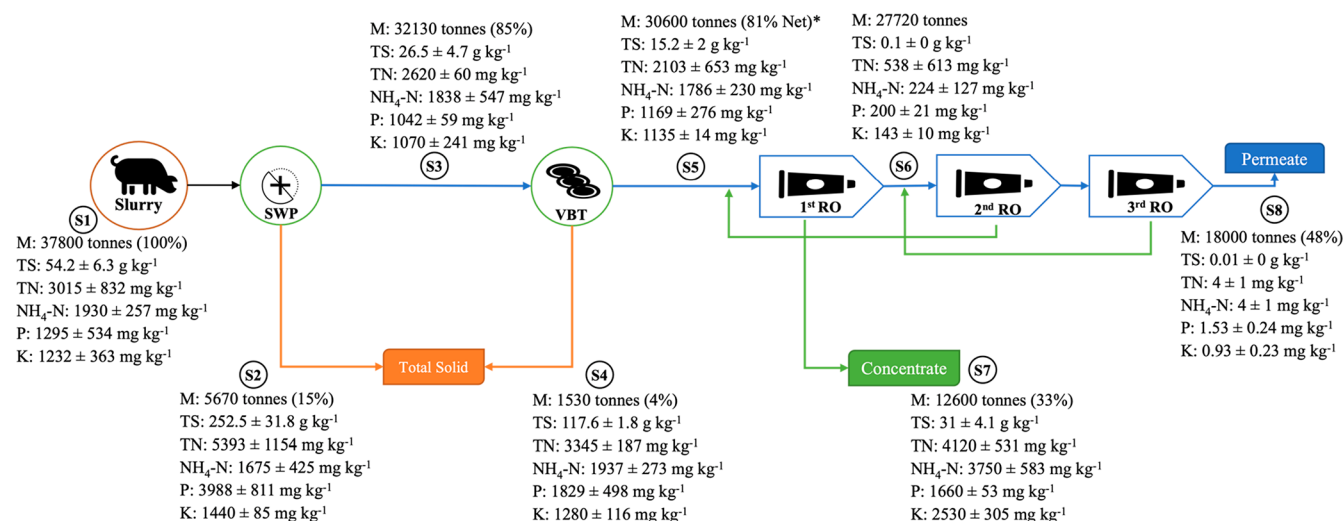 M: 32130 tonnes (85%)
TS: 26.5 ± 4.7 g kg⁻¹
TN: 2620 ± 60 mg kg⁻¹
NH₄-N: 1838 ± 547 mg kg⁻¹
P: 1042 ± 59 mg kg⁻¹
K: 1070 ± 241 mg kg⁻¹
M: 30600 tonnes (81% Net)*
TS: 15.2 ± 2 g kg⁻¹
TN: 2103 ± 653 mg kg⁻¹
NH₄-N: 1786 ± 230 mg kg⁻¹
P: 1169 ± 276 mg kg⁻¹
K: 1135 ± 14 mg kg⁻¹
M: 27720 tonnes
TS: 0.1 ± 0 g kg⁻¹
TN: 538 ± 613 mg kg⁻¹
NH₄-N: 224 ± 127 mg kg⁻¹
P: 200 ± 21 mg kg⁻¹
K: 143 ± 10 mg kg⁻¹
S3
S5
S6
Permeate
Slurry
SWP
VBT
1st RO
2nd RO
3rd RO
S1
M: 37800 tonnes (100%)
TS: 54.2 ± 6.3 g kg⁻¹
TN: 3015 ± 832 mg kg⁻¹
NH₄-N: 1930 ± 257 mg kg⁻¹
P: 1295 ± 534 mg kg⁻¹
K: 1232 ± 363 mg kg⁻¹
S8
M: 18000 tonnes (48%)
TS: 0.01 ± 0 g kg⁻¹
TN: 4 ± 1 mg kg⁻¹
NH₄-N: 4 ± 1 mg kg⁻¹
P: 1.53 ± 0.24 mg kg⁻¹
K: 0.93 ± 0.23 mg kg⁻¹
S2
Total Solid
S4
Concentrate
S7
M: 5670 tonnes (15%)
TS: 252.5 ± 31.8 g kg⁻¹
TN: 5393 ± 1154 mg kg⁻¹
NH₄-N: 1675 ± 425 mg kg⁻¹
P: 3988 ± 811 mg kg⁻¹
K: 1440 ± 85 mg kg⁻¹
M: 1530 tonnes (4%)
TS: 117.6 ± 1.8 g kg⁻¹
TN: 3345 ± 187 mg kg⁻¹
NH₄-N: 1937 ± 273 mg kg⁻¹
P: 1829 ± 498 mg kg⁻¹
K: 1280 ± 116 mg kg⁻¹
M: 12600 tonnes (33%)
TS: 31 ± 4.1 g kg⁻¹
TN: 4120 ± 531 mg kg⁻¹
NH₄-N: 3750 ± 583 mg kg⁻¹
P: 1660 ± 53 mg kg⁻¹
K: 2530 ± 305 mg kg⁻¹